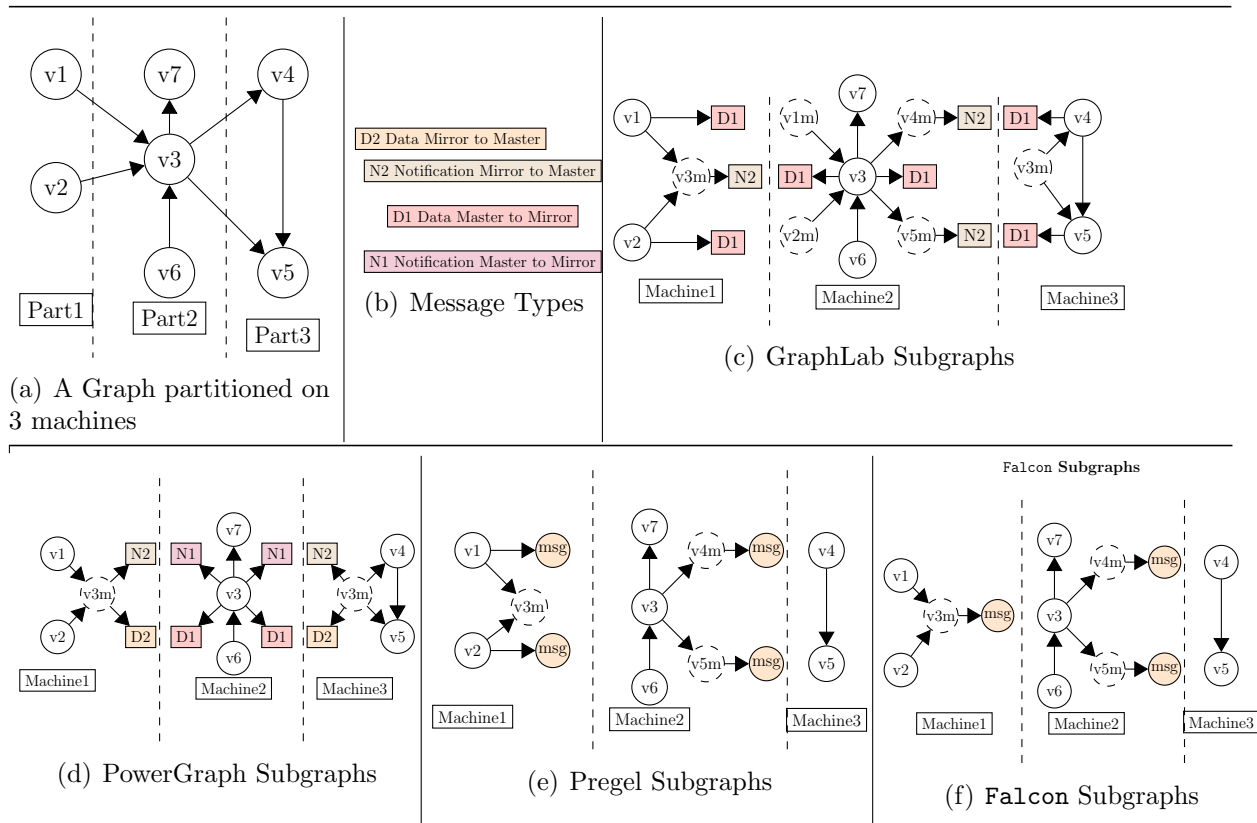 v1
v7
v4
v3
v2
v6
v5
Part1
Part2
Part3
(a) A Graph partitioned on
3 machines
D2 Data Mirror to Master
N2 Notification Mirror to Master
D1 Data Master to Mirror
N1 Notification Master to Mirror
(b) Message Types
v7
v1 D1 v1m v4m N2 D1 v4
v3m N2 D1 v3 D1 v3m
v2 D1 v2m v5m N2 D1 v5
v6
Machine1 Machine2 Machine3
(c) GraphLab Subgraphs
v7
v1 N2 N1 N1 N2 v4
v3m v3 v3m
v2 D2 D1 D1 D2 v5
v6
Machine1 Machine2 Machine3
(d) PowerGraph Subgraphs
v7
v1 msg v4m msg v4
v3m v3
v2 msg v5m msg v5
v6
Machine1 Machine2 Machine3
(e) Pregel Subgraphs
Falcon Subgraphs
v7
v1 v4m msg v4
v3m msg v3
v2 v5m msg v5
v6
Machine1 Machine2 Machine3
(f) Falcon Subgraphs